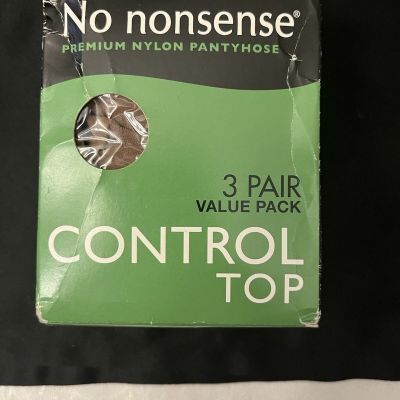 No nonsense®
PREMIUM NYLON PANTYHOSE
3 PAIR
VALUE PACK
CONTROL
TOP